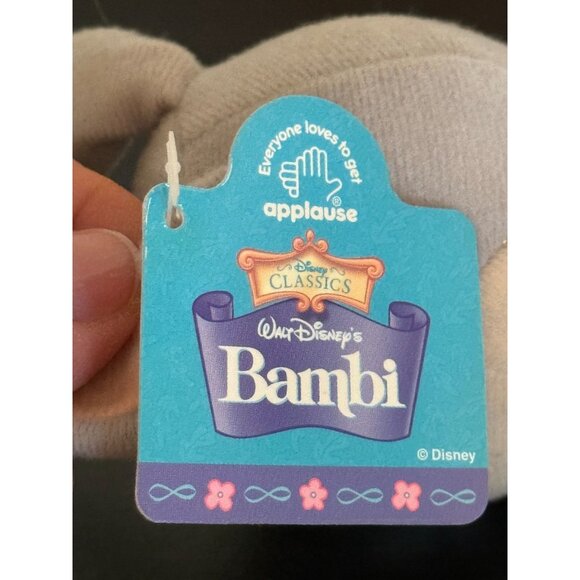 Everyone loves to get
applause®
Disney
CLASSICS
WALT DISNEY'S
Bambi
© Disney